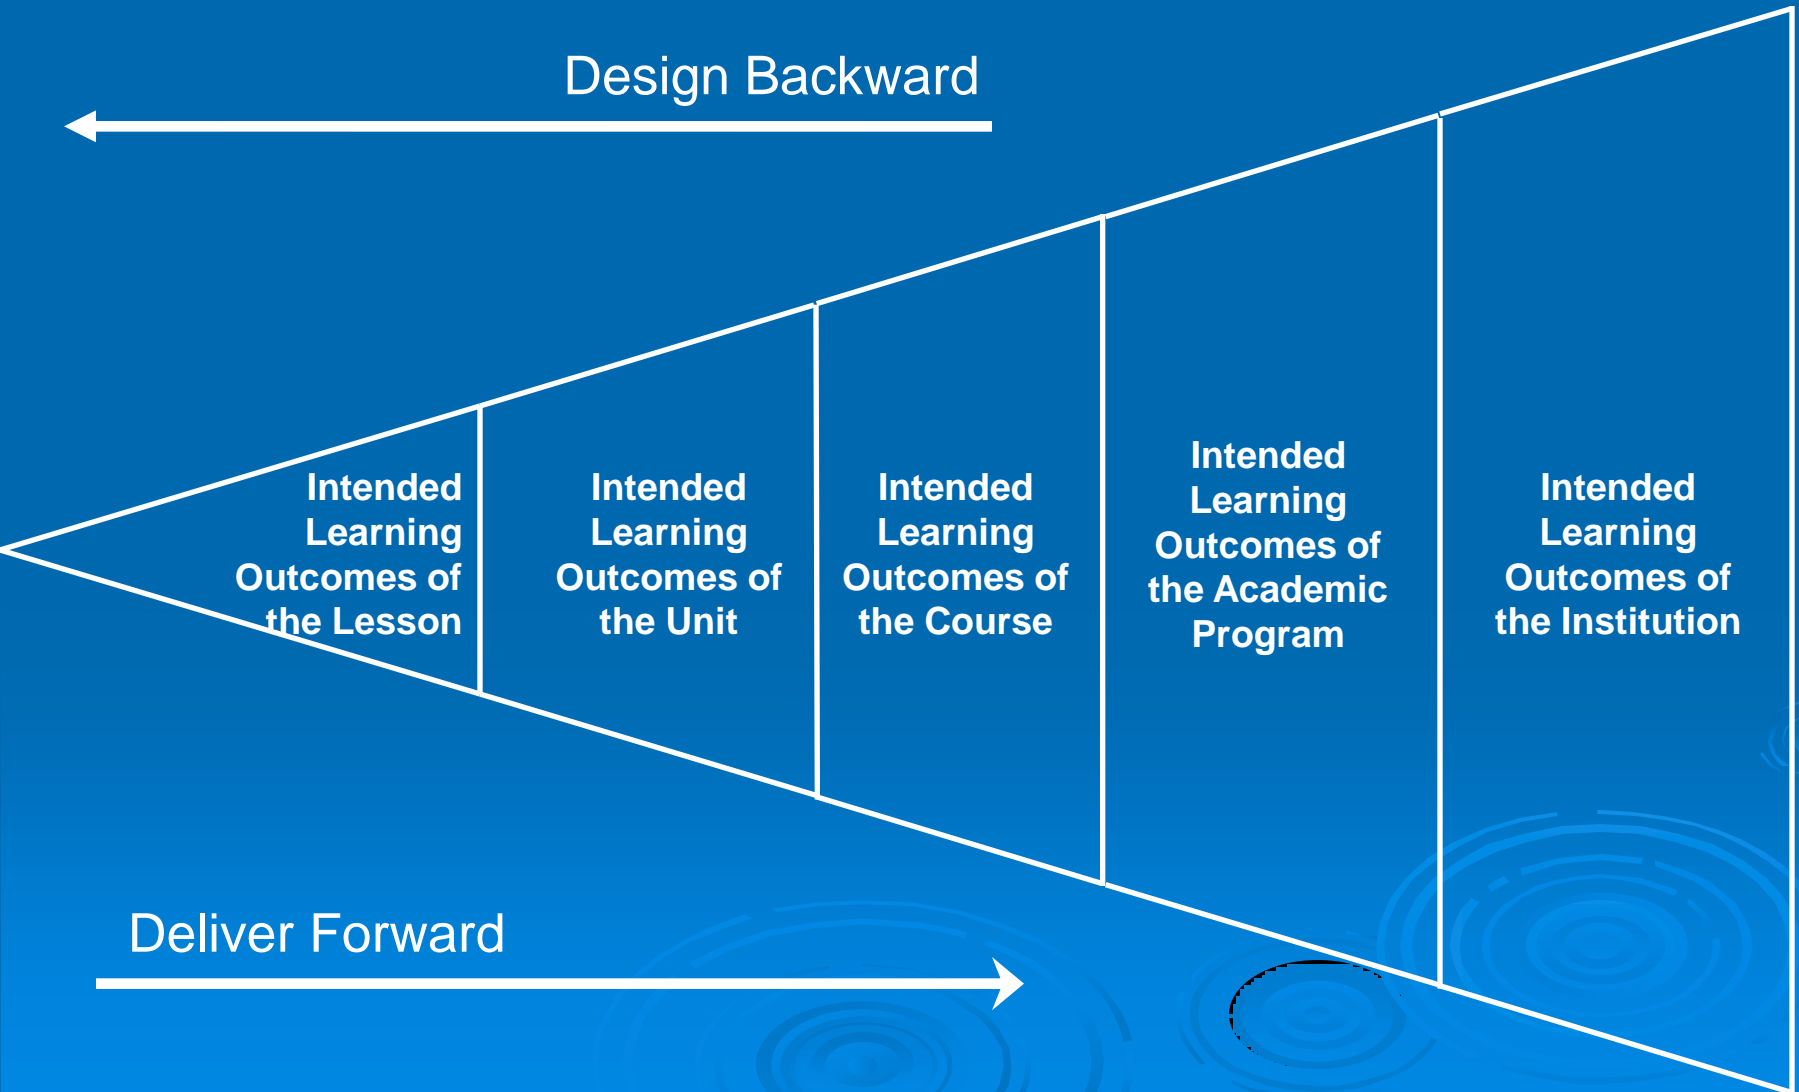 Design Backward
Intended
Learning
Outcomes of
the Lesson
Intended
Learning
Outcomes of
the Unit
Intended
Learning
Outcomes of
the Course
Intended
Learning
Outcomes of
the Academic
Program
Intended
Learning
Outcomes of
the Institution
Deliver Forward